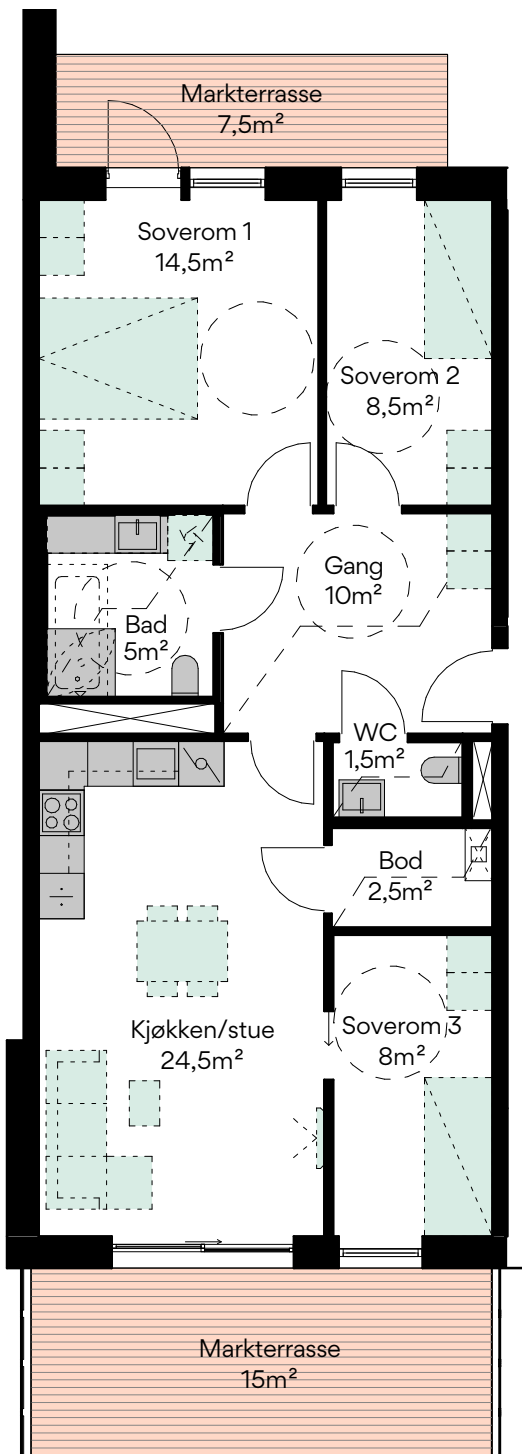 Markterrasse
7,5m²
Soverom 1
14,5m²
Soverom 2
8,5m²
Gang
10m²
Bad
5m²
WC
1,5m²
Bod
2,5m²
Kjøkken/stue
24,5m²
Soverom 3
8m²
Markterrasse
15m²